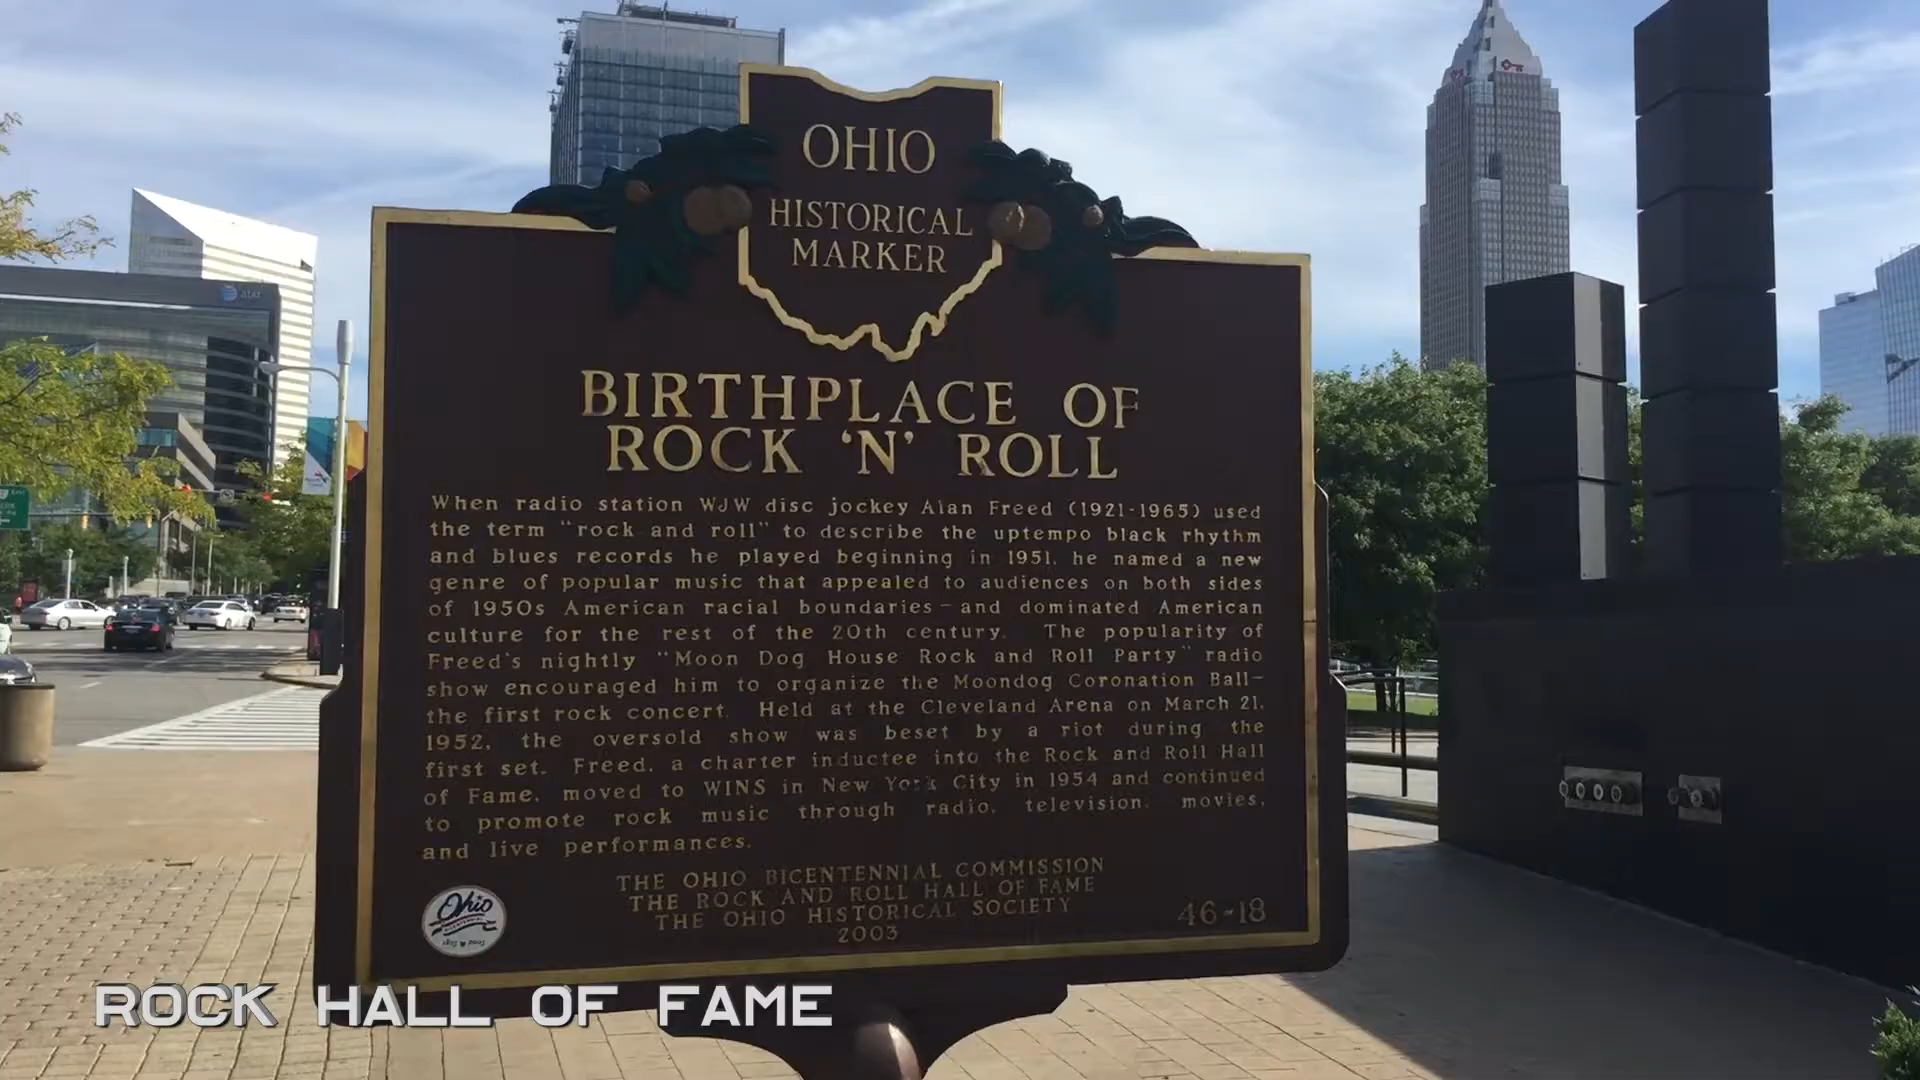 OHIO
HISTORICAL
MARKER
at&t
BIRTHPLACE OF
ROCK 'N' ROLL
When radio station WJW disc jockey Alan Freed (1921-1965) used
the term "rock and roll" to describe the uptempo black rhythm
and blues records he played beginning in 1951, he named a new
genre of popular music that appealed to audiences on both sides
of 1950s American racial boundaries–and dominated American
culture for the rest of the 20th century. The popularity of
Freed's nightly "Moon Dog House Rock and Roll Party" radio
show encouraged him to organize the Moondog Coronation Ball–
the first rock concert. Held at the Cleveland Arena on March 21,
1952, the oversold show was beset by a riot during the
first set. Freed, a charter inductee into the Rock and Roll Hall
of Fame, moved to WINS in New York City in 1954 and continued
to promote rock music through radio, television, movies,
and live performances.
THE OHIO BICENTENNIAL COMMISSION
THE ROCK AND ROLL HALL OF FAME
THE OHIO HISTORICAL SOCIETY
2003
46-18
Ohio
BICENTENNIAL
1803 2003
ROCK HALL OF FAME